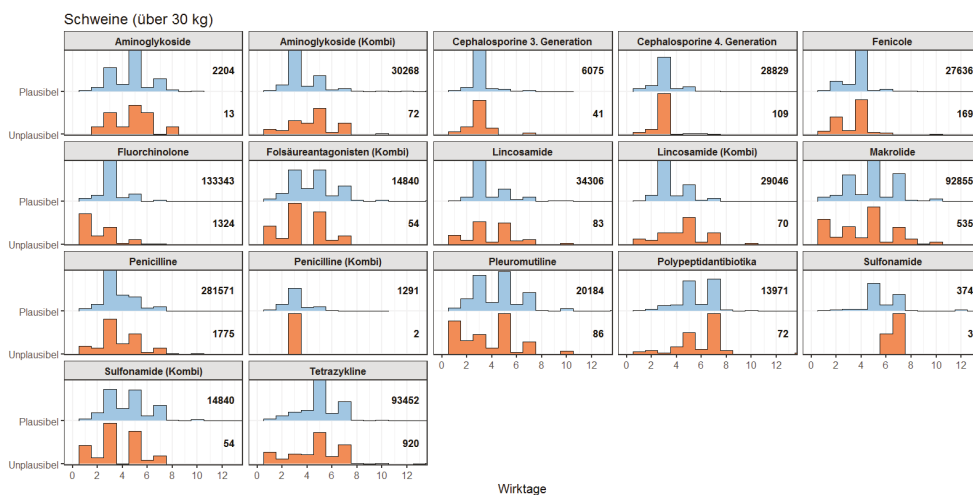 Schweine (über 30 kg)
Aminoglykoside Aminoglykoside (Kombi) Cephalosporine 3. Generation Cephalosporine 4. Generation Fenicole
2204 30268 6075 28829 27636
Plausibel
13 72 41 109 169
Unplausibel
Fluorchinolone Folsäureantagonisten (Kombi) Lincosamide Lincosamide (Kombi) Makrolide
133343 14840 34306 29046 92855
Plausibel
1324 54 83 70 535
Unplausibel
Penicilline Penicilline (Kombi) Pleuromutiline Polypeptidantibiotika Sulfonamide
281571 1291 20184 13971 374
Plausibel
1775 2 86 72 3
Unplausibel
0 2 4 6 8 10 12 0 2 4 6 8 10 12 0 2 4 6 8 10 12
Sulfonamide (Kombi) Tetrazykline
14840 93452
Plausibel
54 920
Unplausibel
0 2 4 6 8 10 12 0 2 4 6 8 10 12
Wirktage